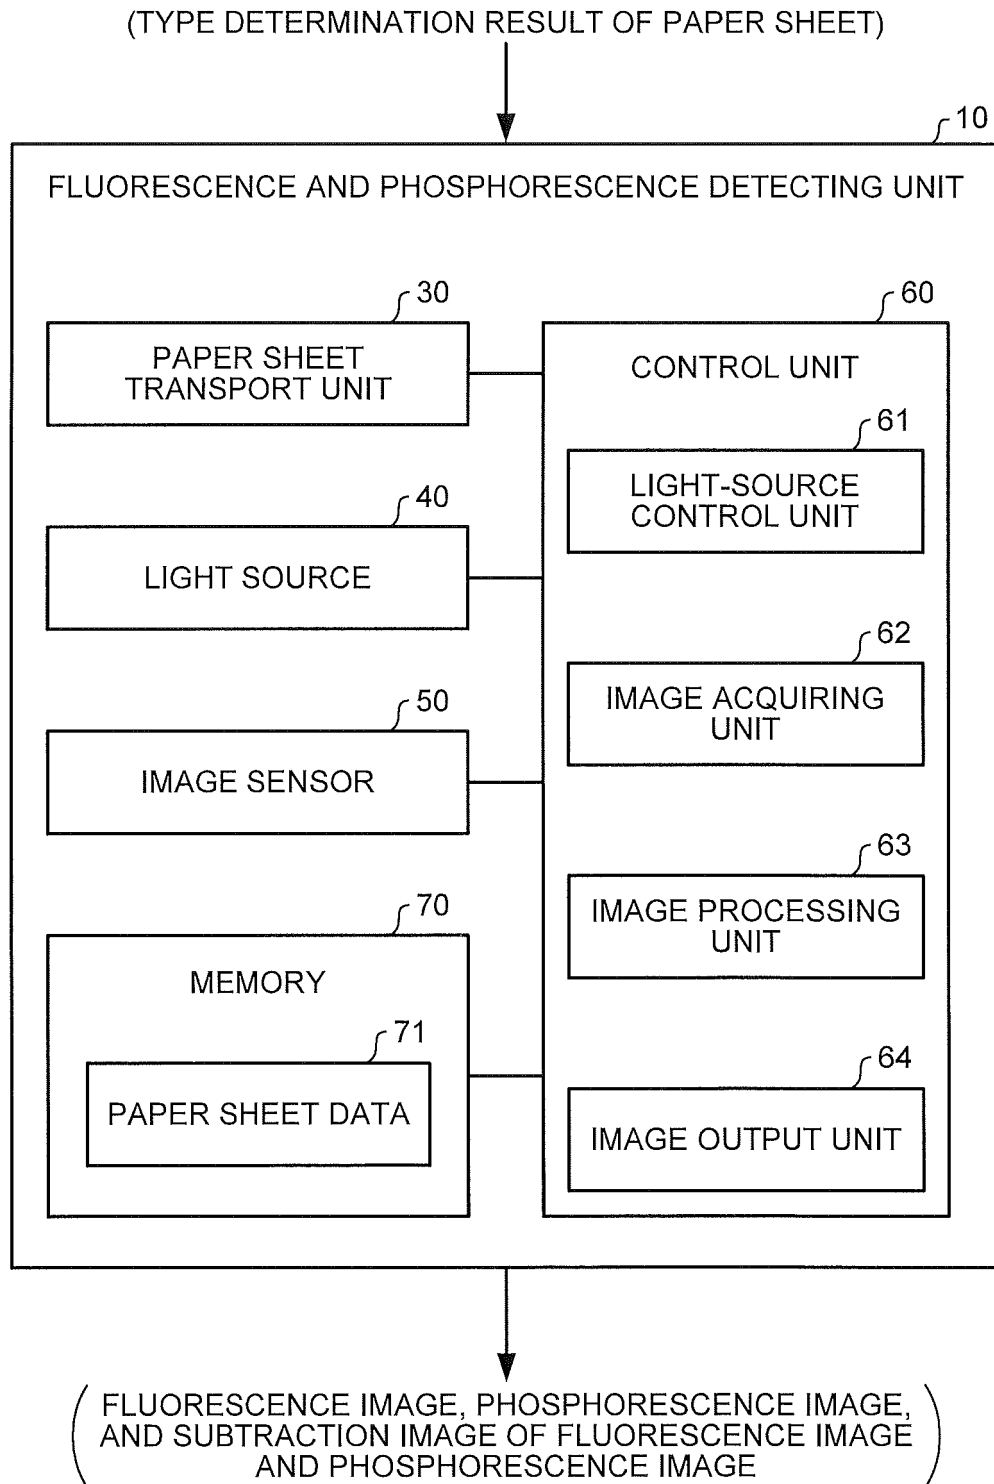 (TYPE DETERMINATION RESULT OF PAPER SHEET)
10
FLUORESCENCE AND PHOSPHORESCENCE DETECTING UNIT
30
PAPER SHEET
TRANSPORT UNIT
40
LIGHT SOURCE
50
IMAGE SENSOR
70
MEMORY
71
PAPER SHEET DATA
60
CONTROL UNIT
61
LIGHT-SOURCE
CONTROL UNIT
62
IMAGE ACQUIRING
UNIT
63
IMAGE PROCESSING
UNIT
64
IMAGE OUTPUT UNIT
(FLUORESCENCE IMAGE, PHOSPHORESCENCE IMAGE,
AND SUBTRACTION IMAGE OF FLUORESCENCE IMAGE
AND PHOSPHORESCENCE IMAGE)